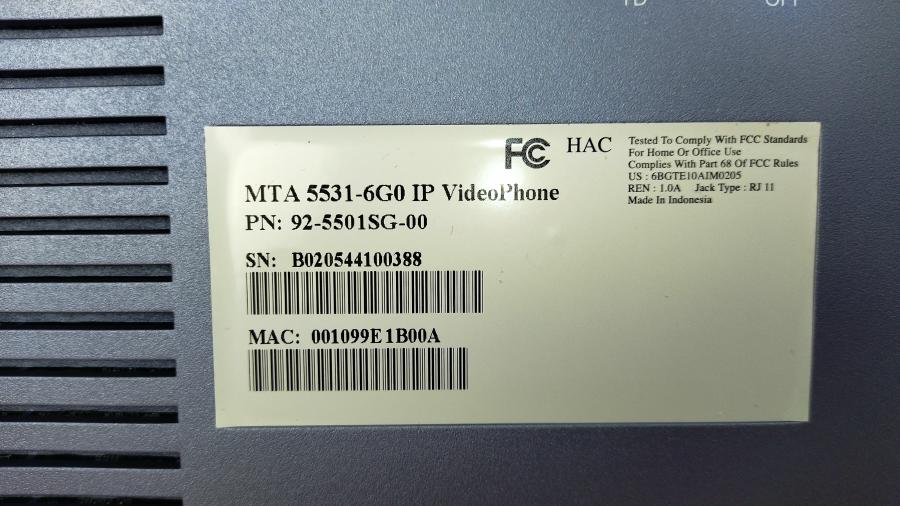 FC HAC
Tested To Comply With FCC Standards
For Home Or Office Use
Complies With Part 68 Of FCC Rules
US : 6BGTE10AIM0205
REN : 1.0A Jack Type : RJ 11
Made In Indonesia
MTA 5531-6G0 IP VideoPhone
PN: 92-5501SG-00
SN: B020544100388
MAC: 001099E1B00A